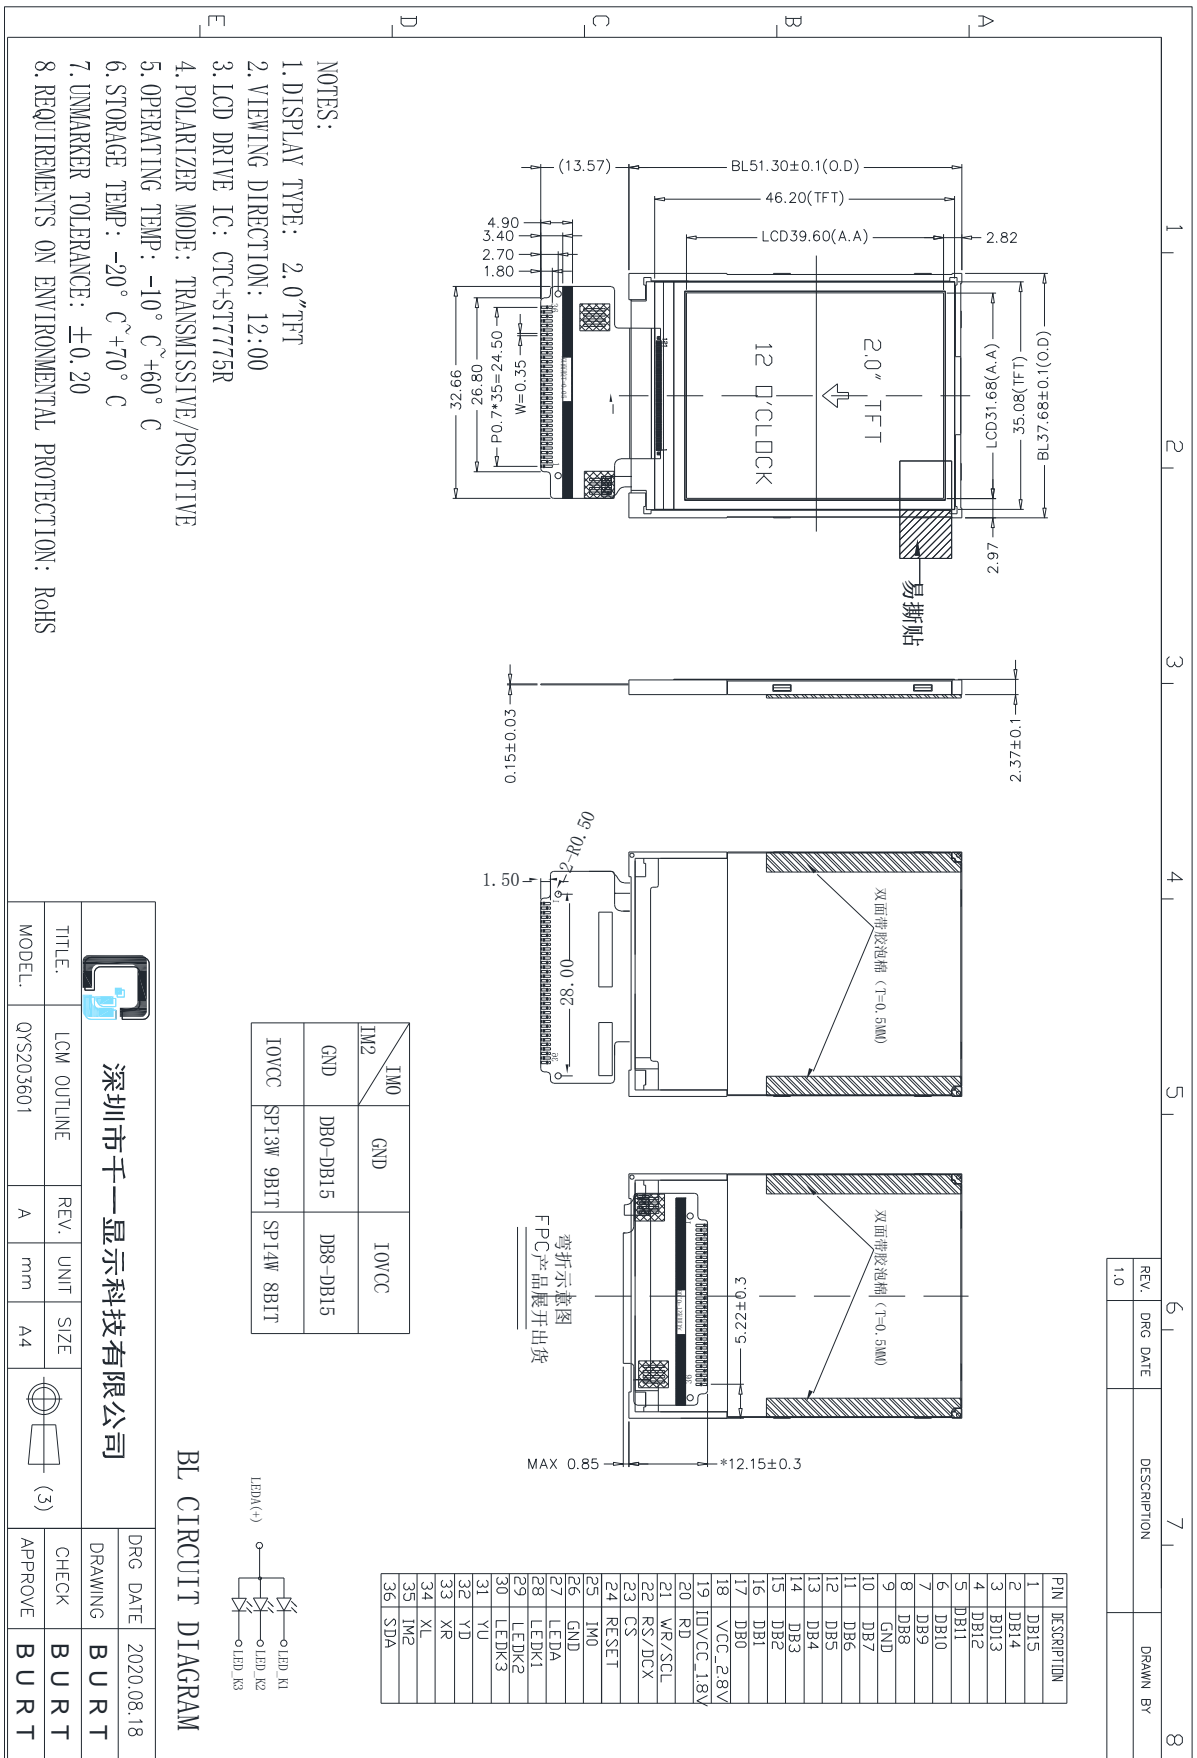 1 2 3 4 5 6 7 8
A
B
C
D
E
REV. DRG DATE DESCRIPTION DRAWN BY
1.0
BL37.68±0.1(O.D)
35.08(TFT)
LCD31.68(A.A)
2.97
2.82
BL51.30±0.1(O.D)
46.20(TFT)
LCD39.60(A.A)
(13.57)
4.90
3.40
2.70
1.80
2.0" TFT
12 O'CLOCK
易撕贴
W=0.35
P0.7*35=24.50
26.80
32.66
36
1
2.37±0.1
0.15±0.03
双面带胶泡棉 (T=0.5MM)
2-R0.50
1.50
28.00
1
36
双面带胶泡棉 (T=0.5MM)
5.22±0.3
*12.15±0.3
MAX 0.85
弯折示意图
FPC产品展开出货
PIN DESCRIPTION
1 DB15
2 DB14
3 BD13
4 DB12
5 DB11
6 DB10
7 DB9
8 DB8
9 GND
10 DB7
11 DB6
12 DB5
13 DB4
14 DB3
15 DB2
16 DB1
17 DB0
18 VCC_2.8V
19 IOVCC_1.8V
20 RD
21 WR/SCL
22 RS/DCX
23 CS
24 RESET
25 IM0
26 GND
27 LEDA
28 LEDK1
29 LEDK2
30 LEDK3
31 YU
32 YD
33 XR
34 XL
35 IM2
36 SDA
IM0 GND IOVCC
IM2
GND DB0-DB15 DB8-DB15
IOVCC SPI3W 9BIT SPI4W 8BIT
NOTES:
1.DISPLAY TYPE: 2.0"TFT
2.VIEWING DIRECTION: 12:00
3.LCD DRIVE IC: CTC+ST7775R
4.POLARIZER MODE: TRANSMISSIVE/POSITIVE
5.OPERATING TEMP: -10° C~+60° C
6.STORAGE TEMP: -20° C~+70° C
7.UNMARKER TOLERANCE: ±0.20
8.REQUIREMENTS ON ENVIRONMENTAL PROTECTION: RoHS
LEDA(+)
LED_K1
LED_K2
LED_K3
BL CIRCUIT DIAGRAM
深圳市千一显示科技有限公司
DRG DATE 2020.08.18
DRAWING BURT
CHECK BURT
APPROVE BURT
TITLE. LCM OUTLINE REV. UNIT SIZE
MODEL. QYS203601 A mm A4
(3)